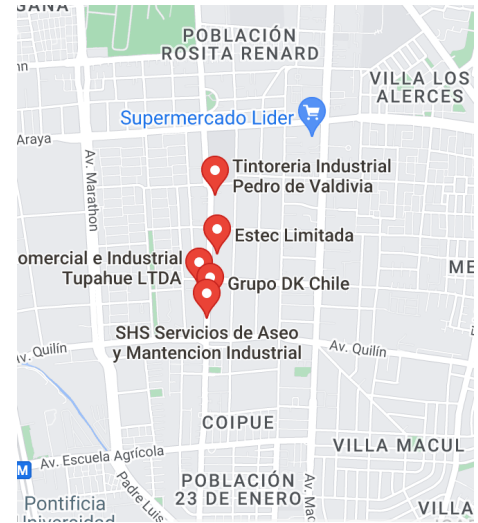 POBLACIÓN
ROSITA RENARD
VILLA LOS
ALERCES
Supermercado Lider
Araya
Av. Marathon
Tintoreria Industrial
Pedro de Valdivia
Estec Limitada
omercial e Industrial
Tupahue LTDA
ME
Grupo DK Chile
SHS Servicios de Aseo
y Mantencion Industrial
v. Quilín
Av. Quilín
COIPUE
VILLA MACUL
Av. Escuela Agrícola
M
Padre Luis
POBLACIÓN
23 DE ENERO
Av. Mac
Pontificia
VILLA